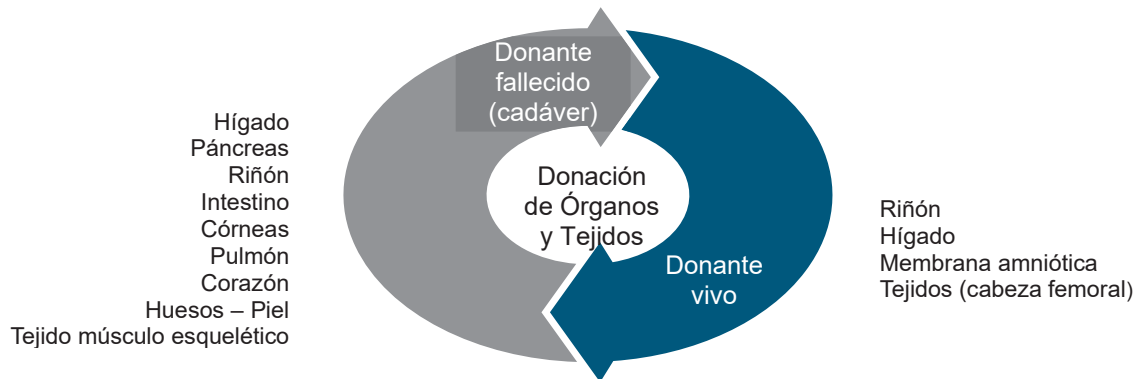 Donante
fallecido
(cadáver)
Hígado
Páncreas
Riñón
Intestino
Córneas
Pulmón
Corazón
Huesos – Piel
Tejido músculo esquelético
Donación
de Órganos
y Tejidos
Donante
vivo
Riñón
Hígado
Membrana amniótica
Tejidos (cabeza femoral)